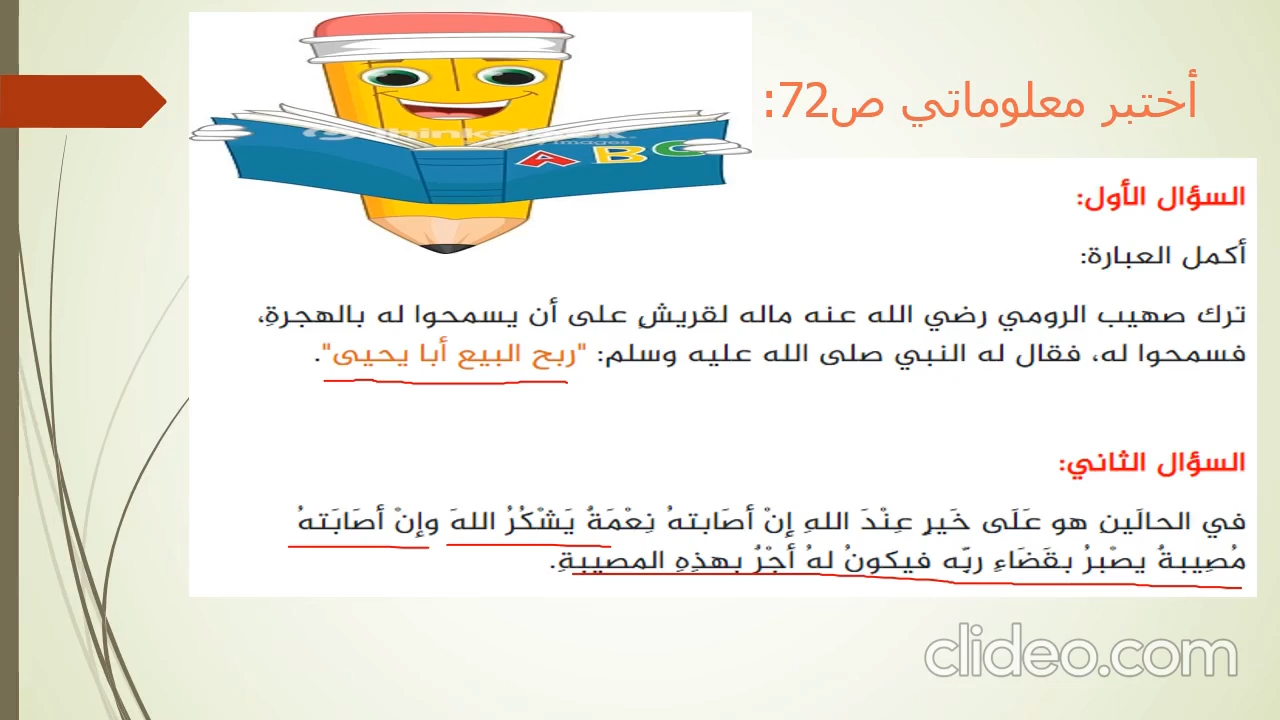 أختبر معلوماتي ص72:
thinkstock
images
A B C
السؤال الأول:
أكمل العبارة:
ترك صهيب الرومي رضي الله عنه ماله لقريشٍ على أن يسمحوا له بالهجرةِ،
فسمحوا له، فقال له النبي صلى الله عليه وسلم: "ربح البيع أبا يحيى".
السؤال الثاني:
في الحالَينِ هو عَلَى خَيرٍ عِنْدَ اللهِ إنْ أصَابتهُ نِعْمَةٌ يَشْكُرُ اللهَ وإنْ أصَابَتهُ
مُصِيبةٌ يصْبرُ بقَضَاءِ ربّه فيكونُ لهُ أجْرُ بهذِهِ المصيبةِ.
clideo.com